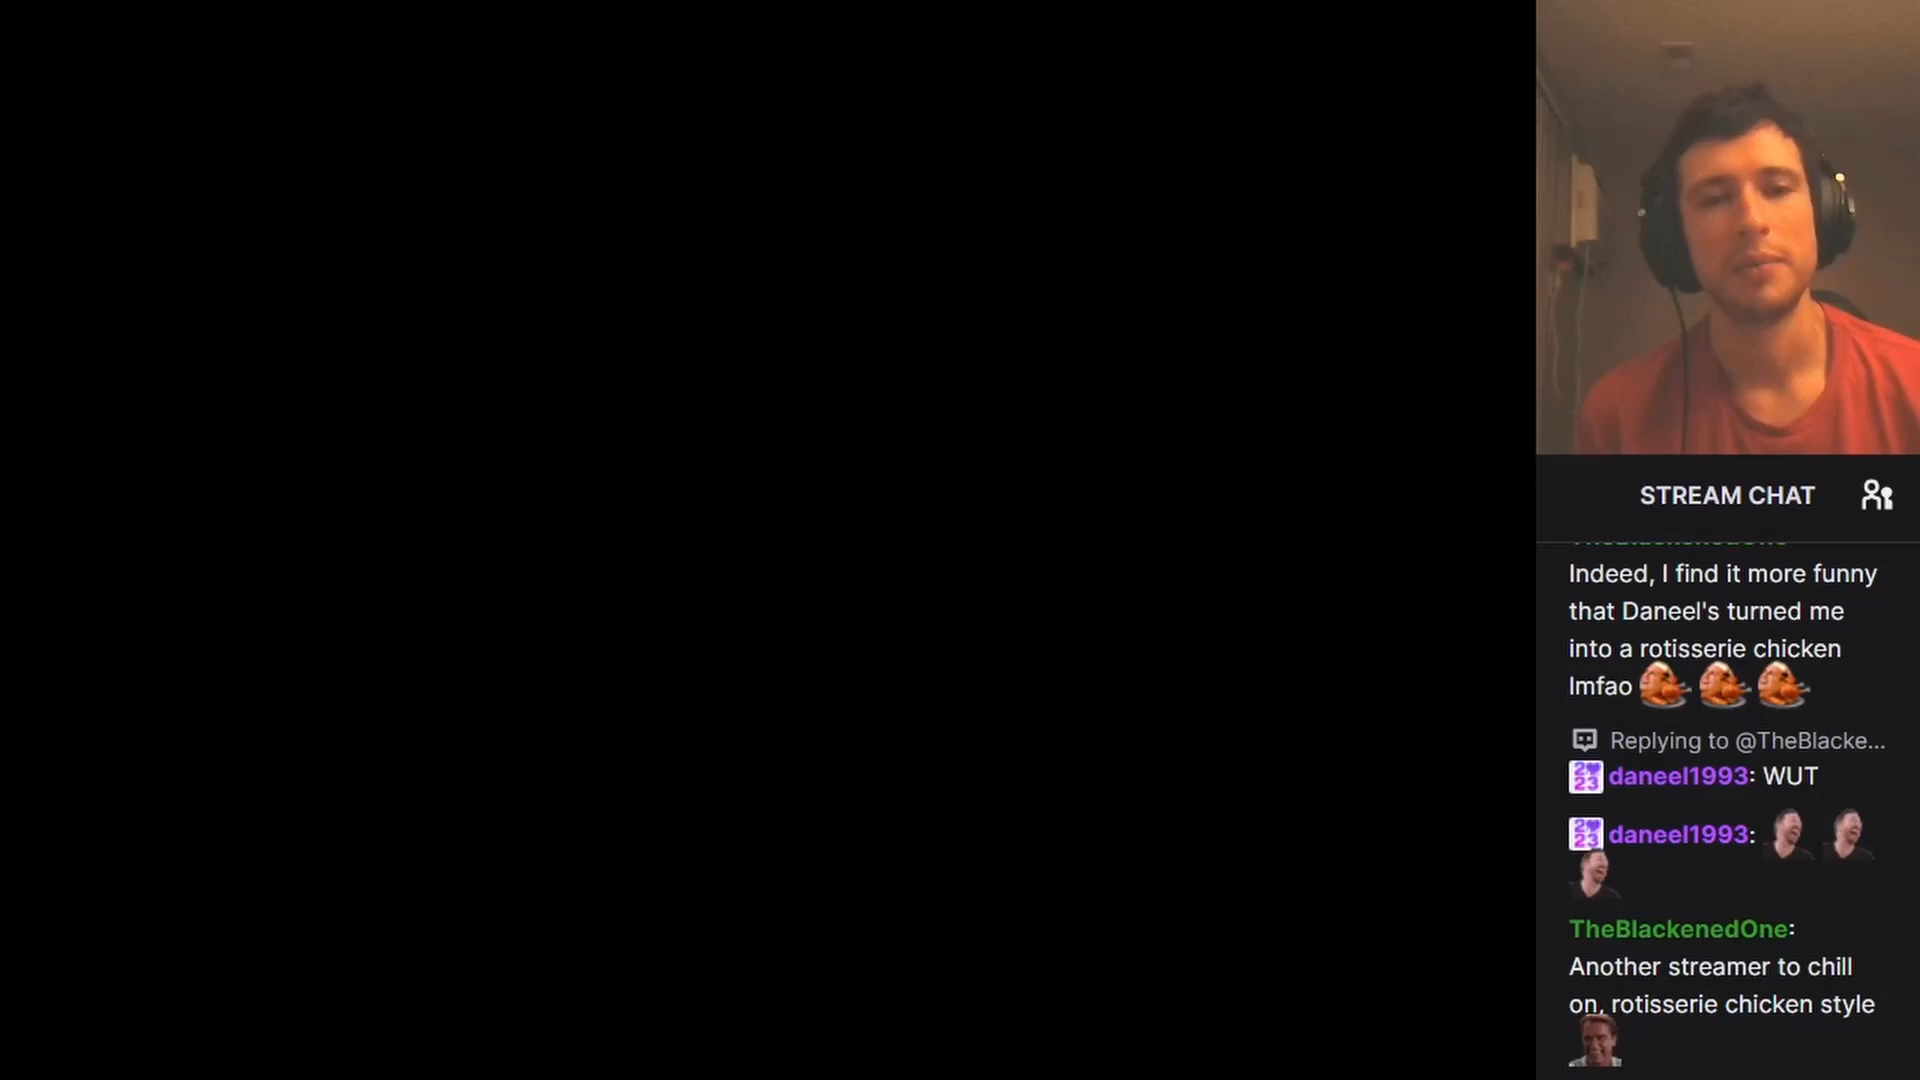 STREAM CHAT
Indeed, I find it more funny
that Daneel's turned me
into a rotisserie chicken
lmfao
Replying to @TheBlacke...
daneel1993: WUT
daneel1993:
TheBlackenedOne:
Another streamer to chill
on, rotisserie chicken style